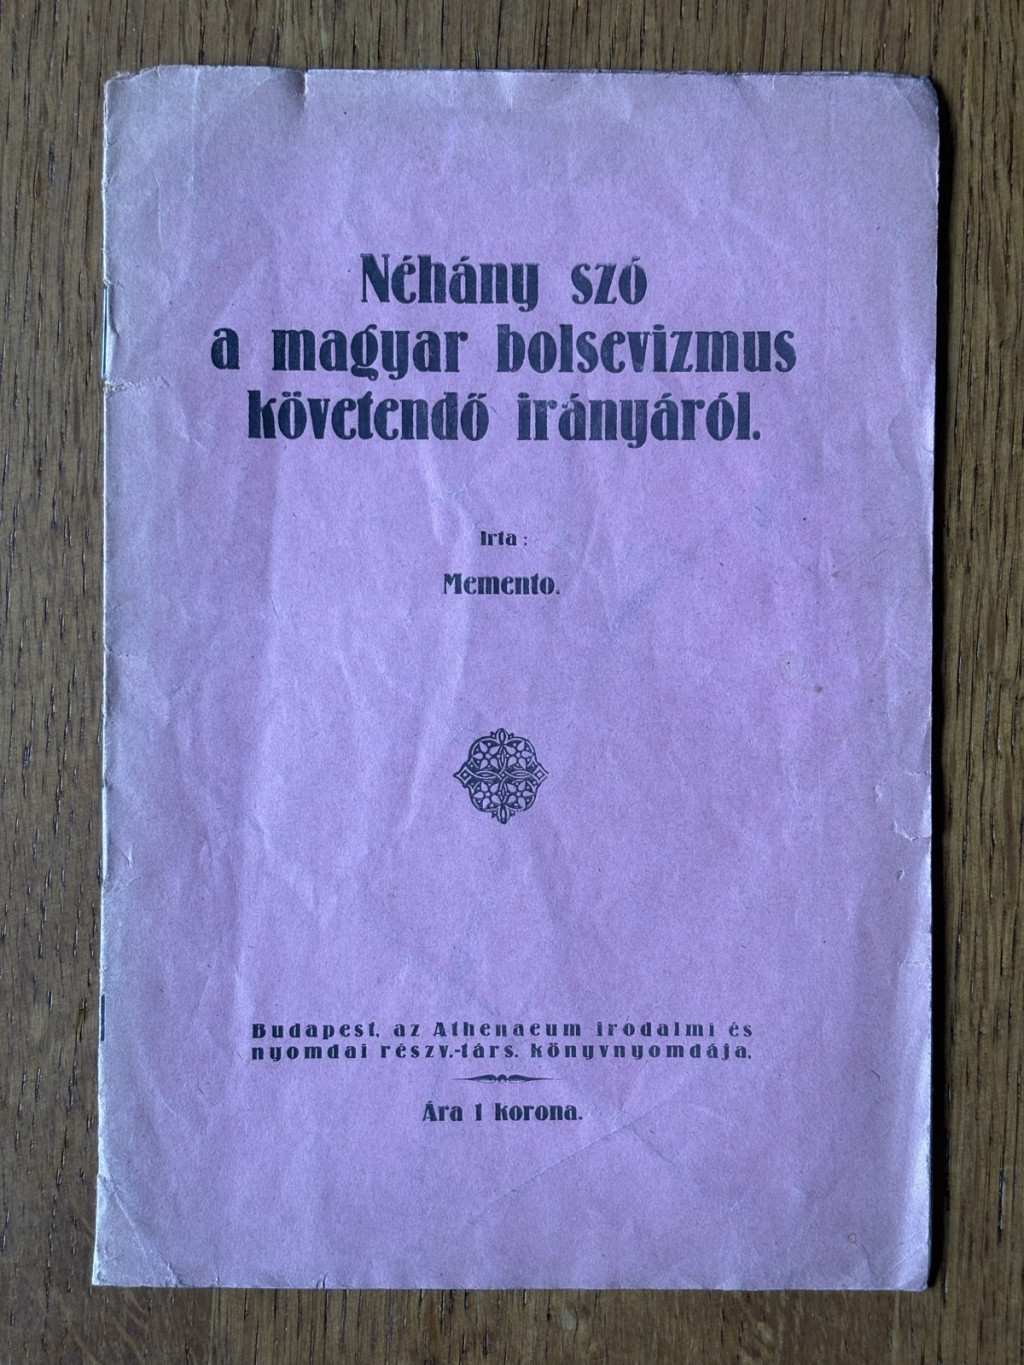 Néhány szó
a magyar bolsevizmus
követendő irányáról.
Irta :
Memento.
Budapest, az Athenaeum irodalmi és
nyomdai részv.-társ. könyvnyomdája.
Ára 1 korona.